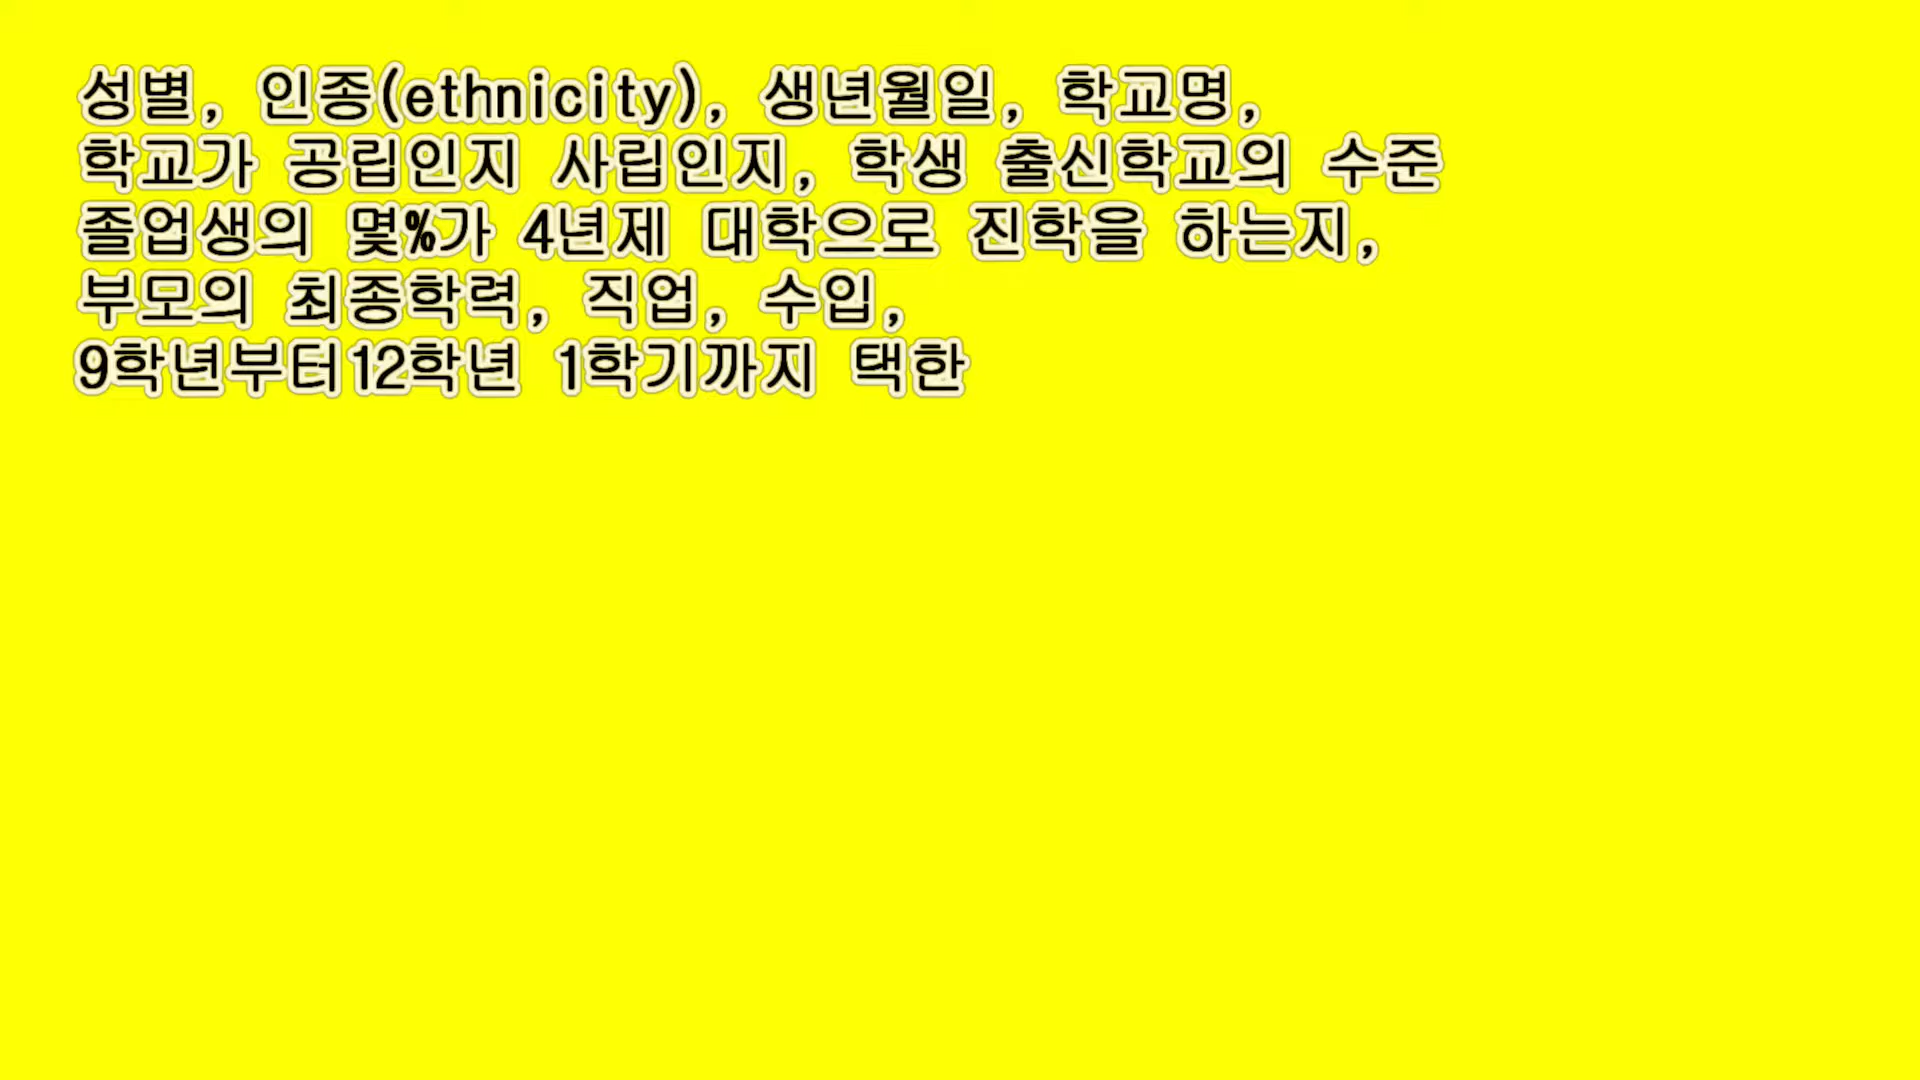 성별, 인종(ethnicity), 생년월일, 학교명,
학교가 공립인지 사립인지, 학생 출신학교의 수준
졸업생의 몇%가 4년제 대학으로 진학을 하는지,
부모의 최종학력, 직업, 수입,
9학년부터12학년 1학기까지 택한